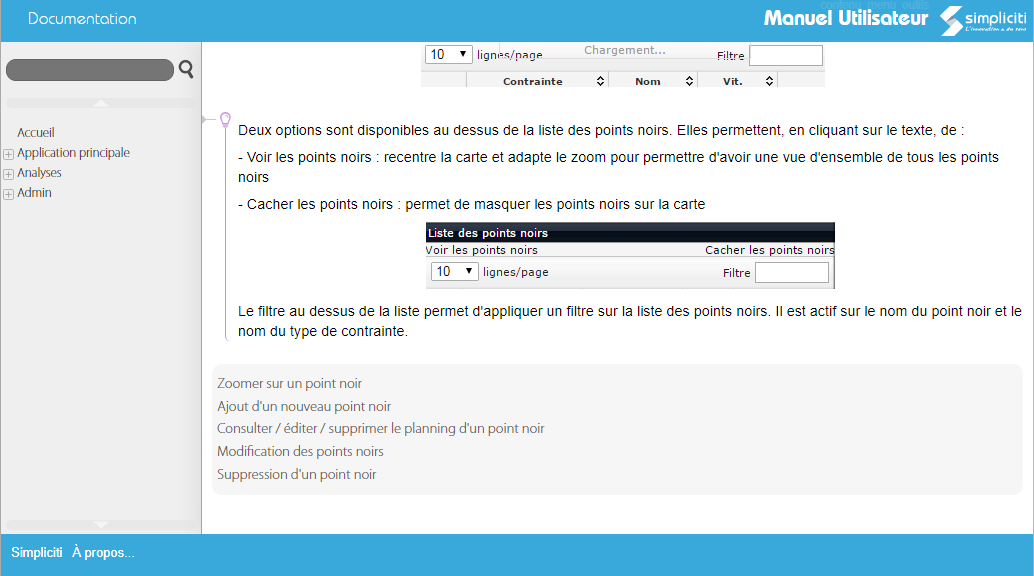 contenu menu outils
Documentation
Manuel Utilisateur
simpliciti
L'innovation a du sens
10 lignes/page
Chargement...
Filtre
Contrainte Nom Vit.
Accueil
Application principale
Analyses
Admin
Deux options sont disponibles au dessus de la liste des points noirs. Elles permettent, en cliquant sur le texte, de :
- Voir les points noirs : recentre la carte et adapte le zoom pour permettre d'avoir une vue d'ensemble de tous les points
noirs
- Cacher les points noirs : permet de masquer les points noirs sur la carte
Liste des points noirs
Voir les points noirs Cacher les points noirs
10 lignes/page Filtre
Le filtre au dessus de la liste permet d'appliquer un filtre sur la liste des points noirs. Il est actif sur le nom du point noir et le
nom du type de contrainte.
Zoomer sur un point noir
Ajout d'un nouveau point noir
Consulter / éditer / supprimer le planning d'un point noir
Modification des points noirs
Suppression d'un point noir
Simpliciti À propos...